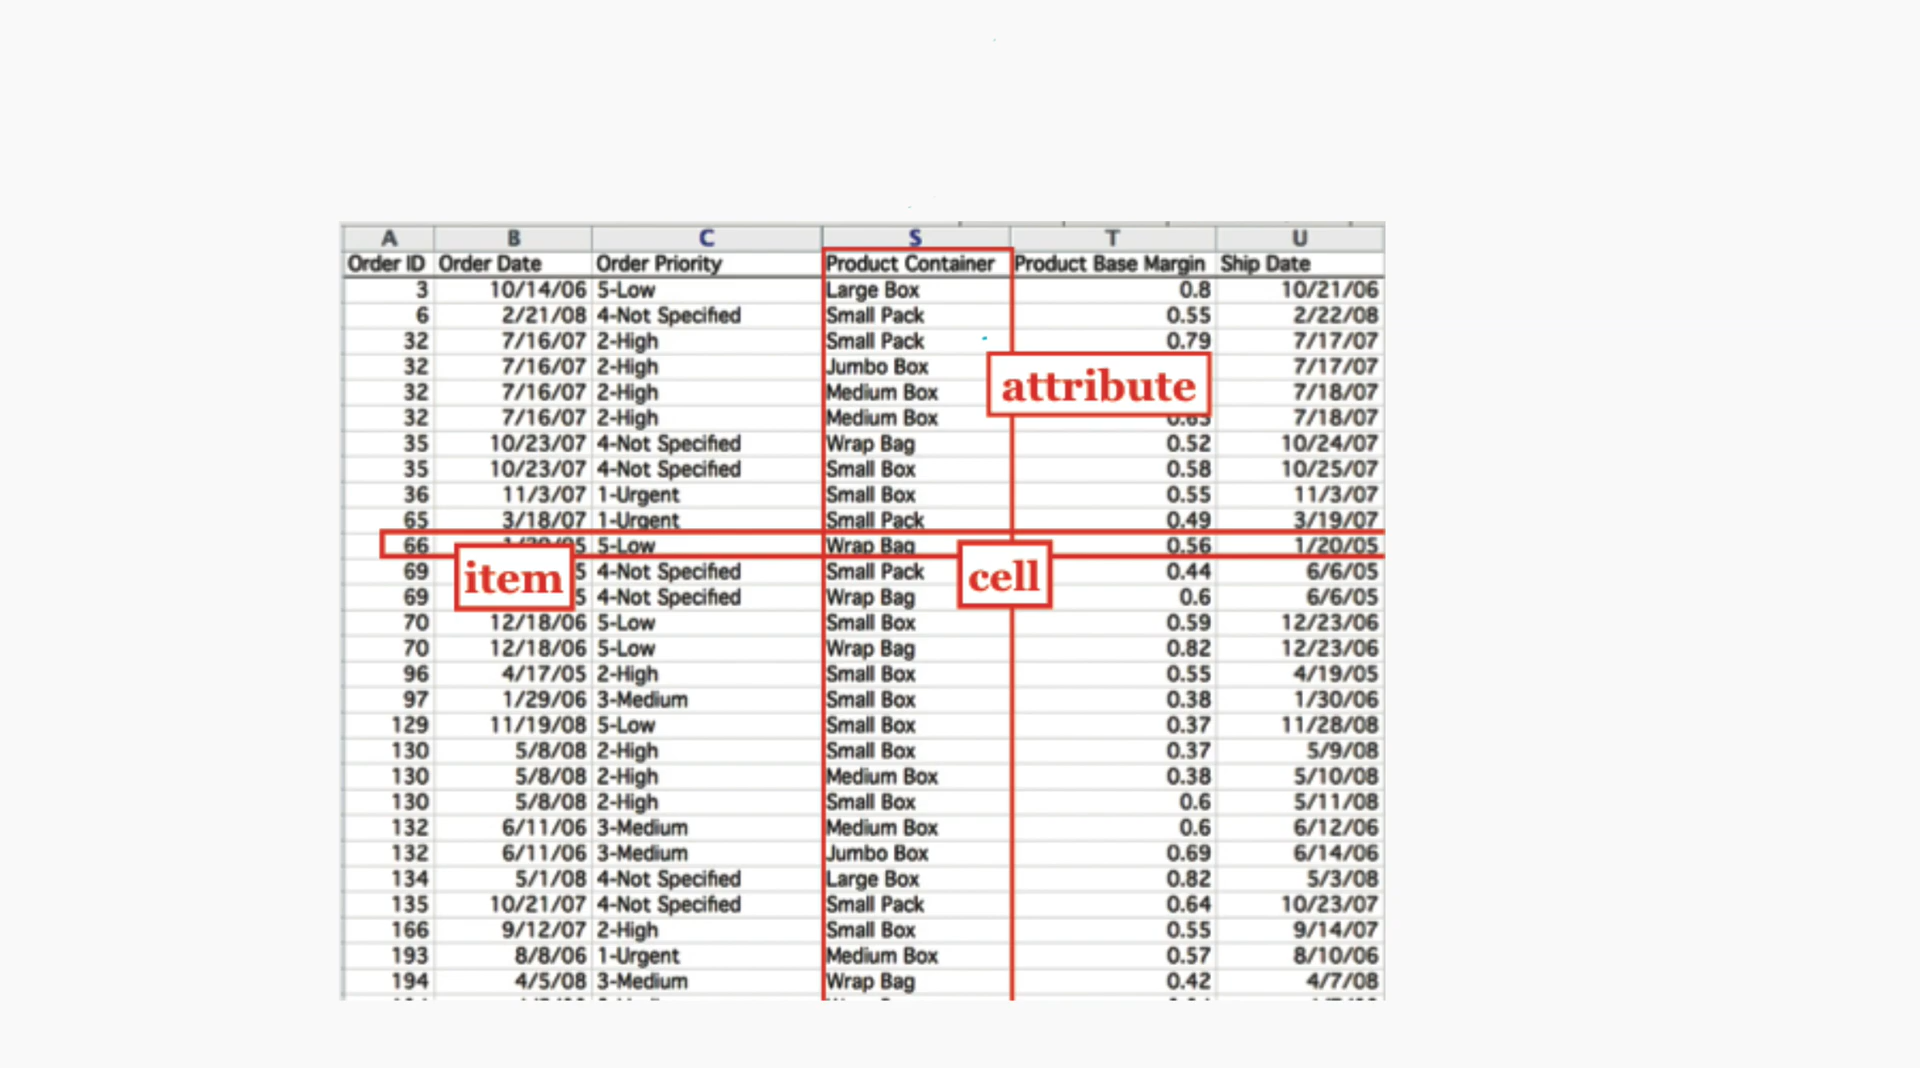 A B C S T U
Order ID Order Date Order Priority Product Container Product Base Margin Ship Date
3 10/14/06 5-Low Large Box 0.8 10/21/06
6 2/21/08 4-Not Specified Small Pack 0.55 2/22/08
32 7/16/07 2-High Small Pack 0.79 7/17/07
32 7/16/07 2-High Jumbo Box 7/17/07
attribute
32 7/16/07 2-High Medium Box 7/18/07
32 7/16/07 2-High Medium Box 7/18/07
35 10/23/07 4-Not Specified Wrap Bag 0.52 10/24/07
35 10/23/07 4-Not Specified Small Box 0.58 10/25/07
36 11/3/07 1-Urgent Small Box 0.55 11/3/07
65 3/18/07 1-Urgent Small Pack 0.49 3/19/07
66 5-Low Wrap Bag 0.56 1/20/05
item cell
69 4-Not Specified Small Pack 0.44 6/6/05
69 4-Not Specified Wrap Bag 0.6 6/6/05
70 12/18/06 5-Low Small Box 0.59 12/23/06
70 12/18/06 5-Low Wrap Bag 0.82 12/23/06
96 4/17/05 2-High Small Box 0.55 4/19/05
97 1/29/06 3-Medium Small Box 0.38 1/30/06
129 11/19/08 5-Low Small Box 0.37 11/28/08
130 5/8/08 2-High Small Box 0.37 5/9/08
130 5/8/08 2-High Medium Box 0.38 5/10/08
130 5/8/08 2-High Small Box 0.6 5/11/08
132 6/11/06 3-Medium Medium Box 0.6 6/12/06
132 6/11/06 3-Medium Jumbo Box 0.69 6/14/06
134 5/1/08 4-Not Specified Large Box 0.82 5/3/08
135 10/21/07 4-Not Specified Small Pack 0.64 10/23/07
166 9/12/07 2-High Small Box 0.55 9/14/07
193 8/8/06 1-Urgent Medium Box 0.57 8/10/06
194 4/5/08 3-Medium Wrap Bag 0.42 4/7/08